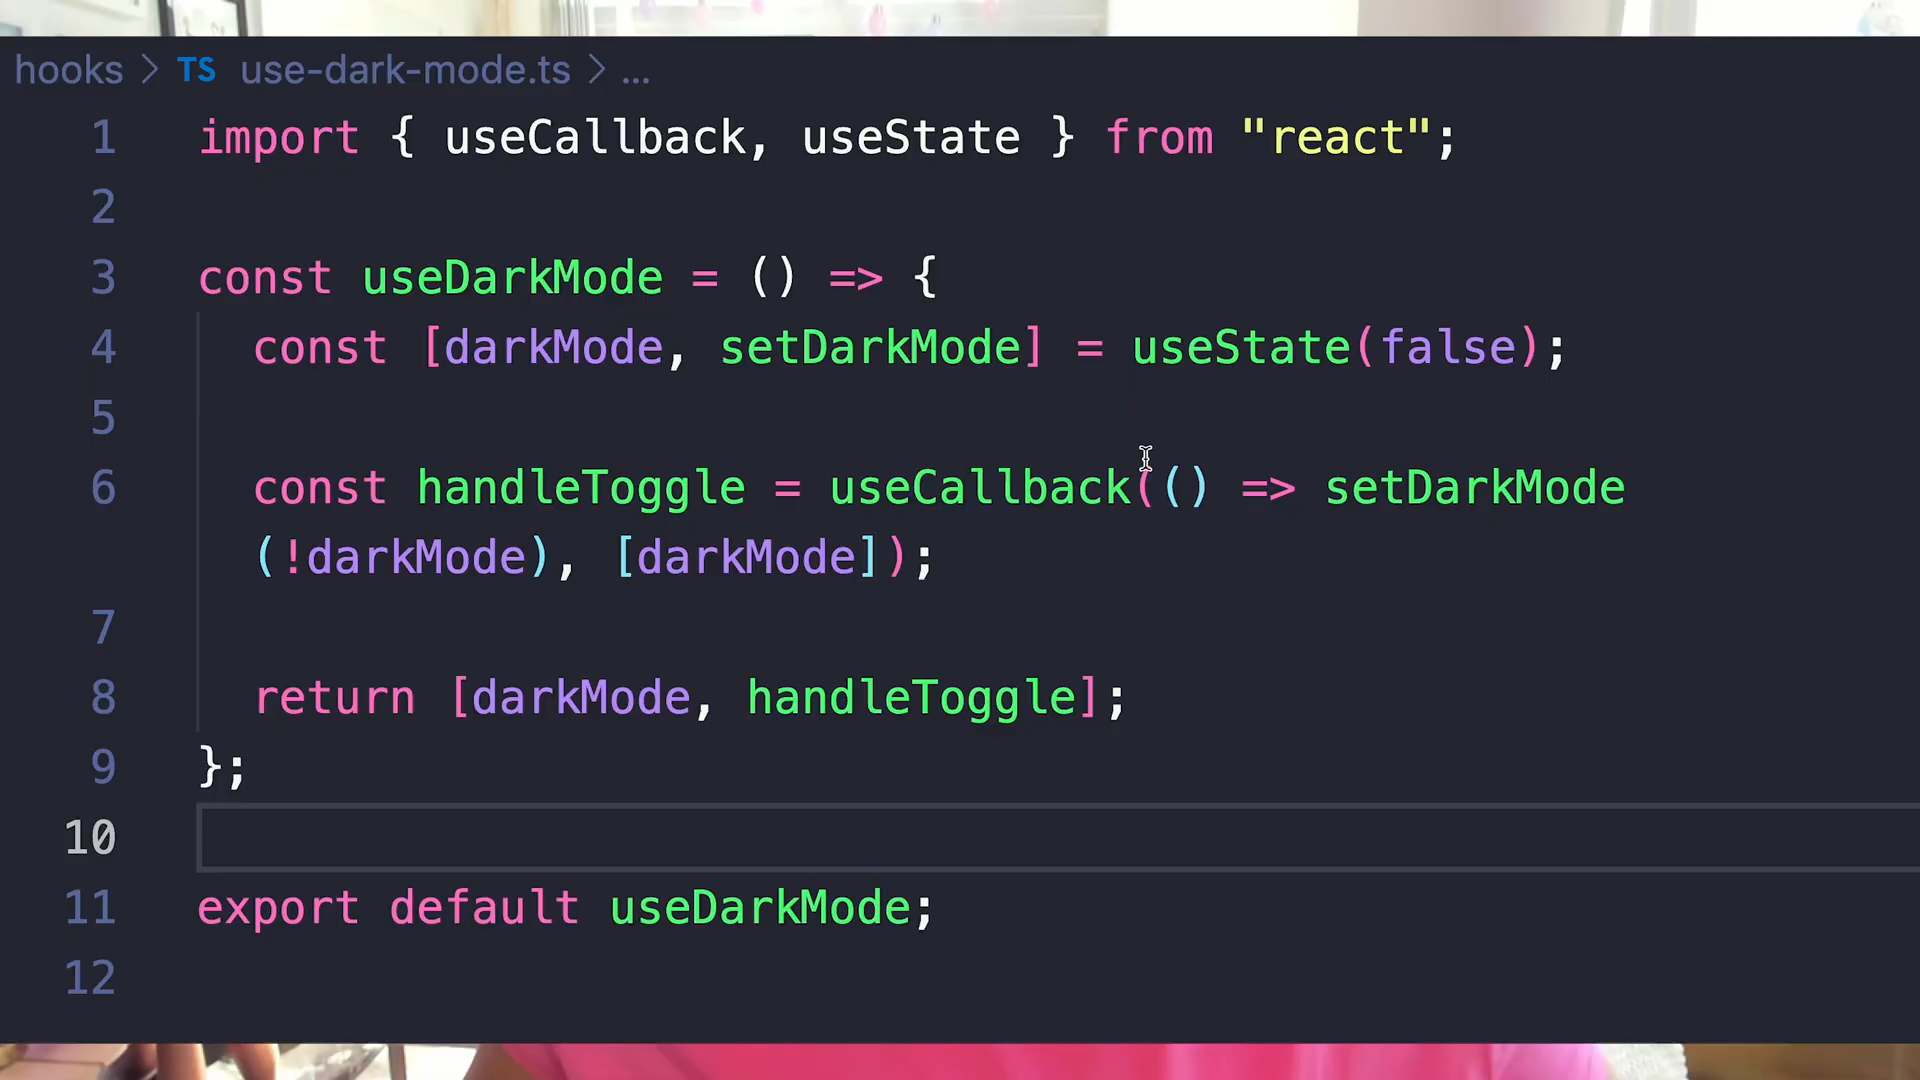 hooks > TS use-dark-mode.ts > ...
1 import { useCallback, useState } from "react";
2
3 const useDarkMode = () => {
4 const [darkMode, setDarkMode] = useState(false);
5
6 const handleToggle = useCallback(() => setDarkMode
(!darkMode), [darkMode]);
7
8 return [darkMode, handleToggle];
9 };
10
11 export default useDarkMode;
12